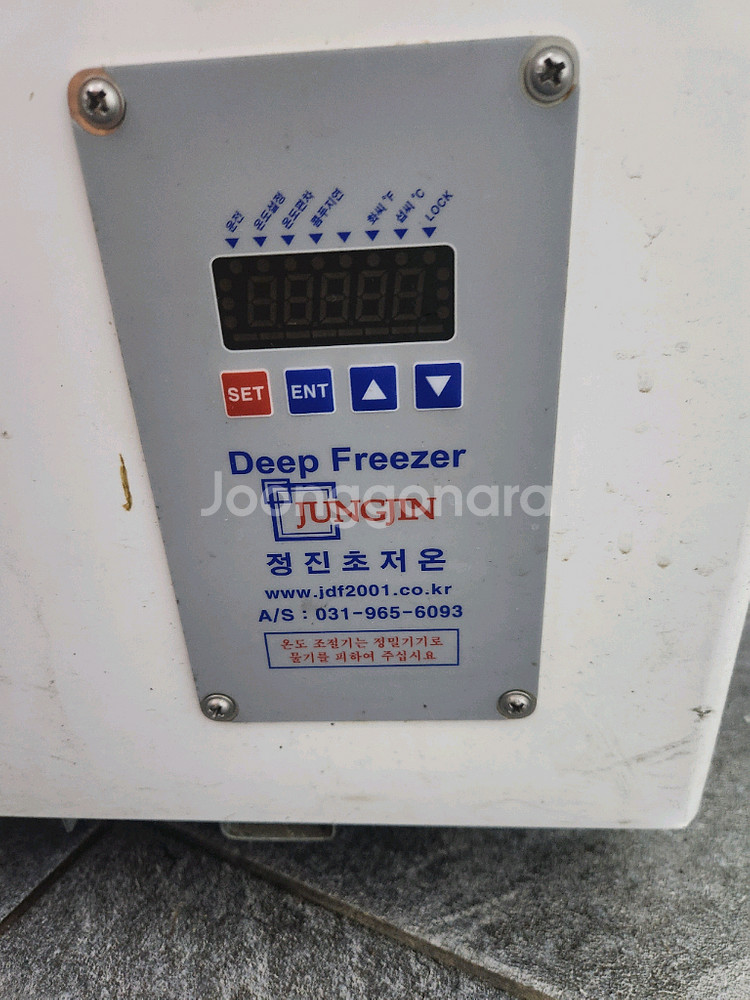 운전 온도설정 온도편차 콤푸지연 화씨 °F 섭씨 °C LOCK
SET ENT
Deep Freezer
Joonggonara
JUNGJIN
정진초저온
www.jdf2001.co.kr
A/S : 031-965-6093
온도 조절기는 정밀기기로
물기를 피하여 주십시요